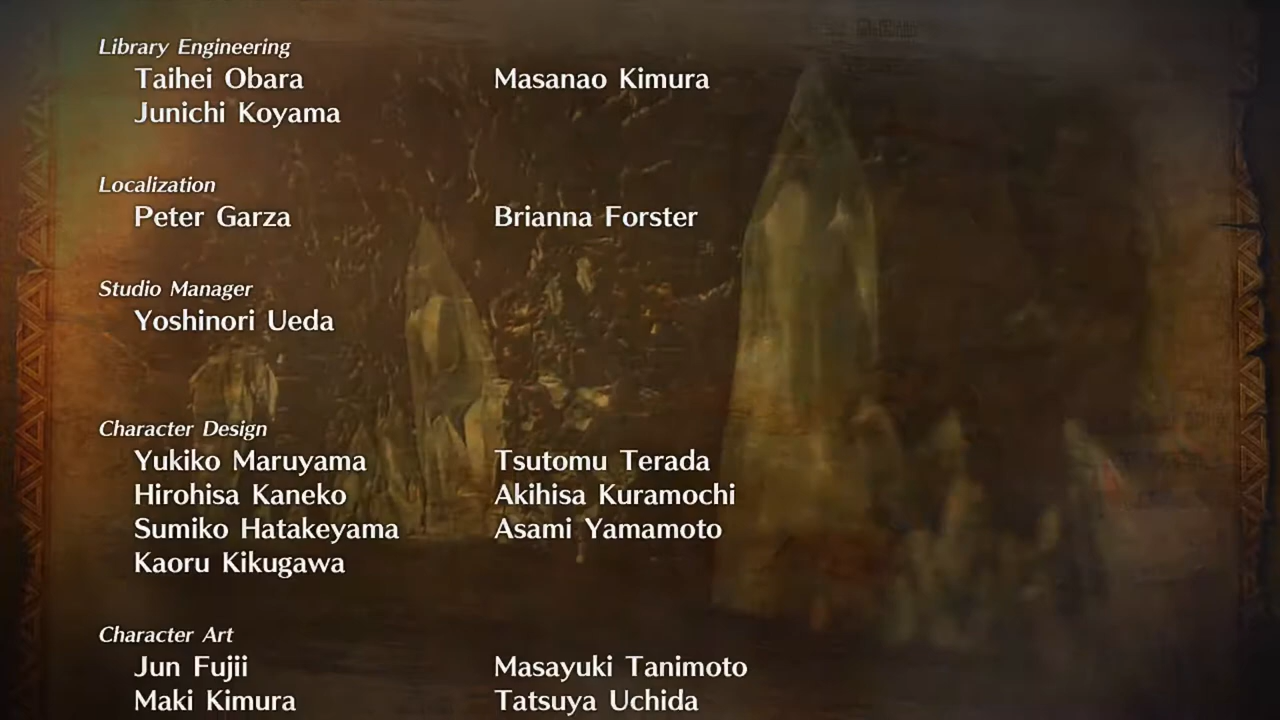 Library Engineering
Taihei Obara Masanao Kimura
Junichi Koyama
Localization
Peter Garza Brianna Forster
Studio Manager
Yoshinori Ueda
Character Design
Yukiko Maruyama Tsutomu Terada
Hirohisa Kaneko Akihisa Kuramochi
Sumiko Hatakeyama Asami Yamamoto
Kaoru Kikugawa
Character Art
Jun Fujii Masayuki Tanimoto
Maki Kimura Tatsuya Uchida